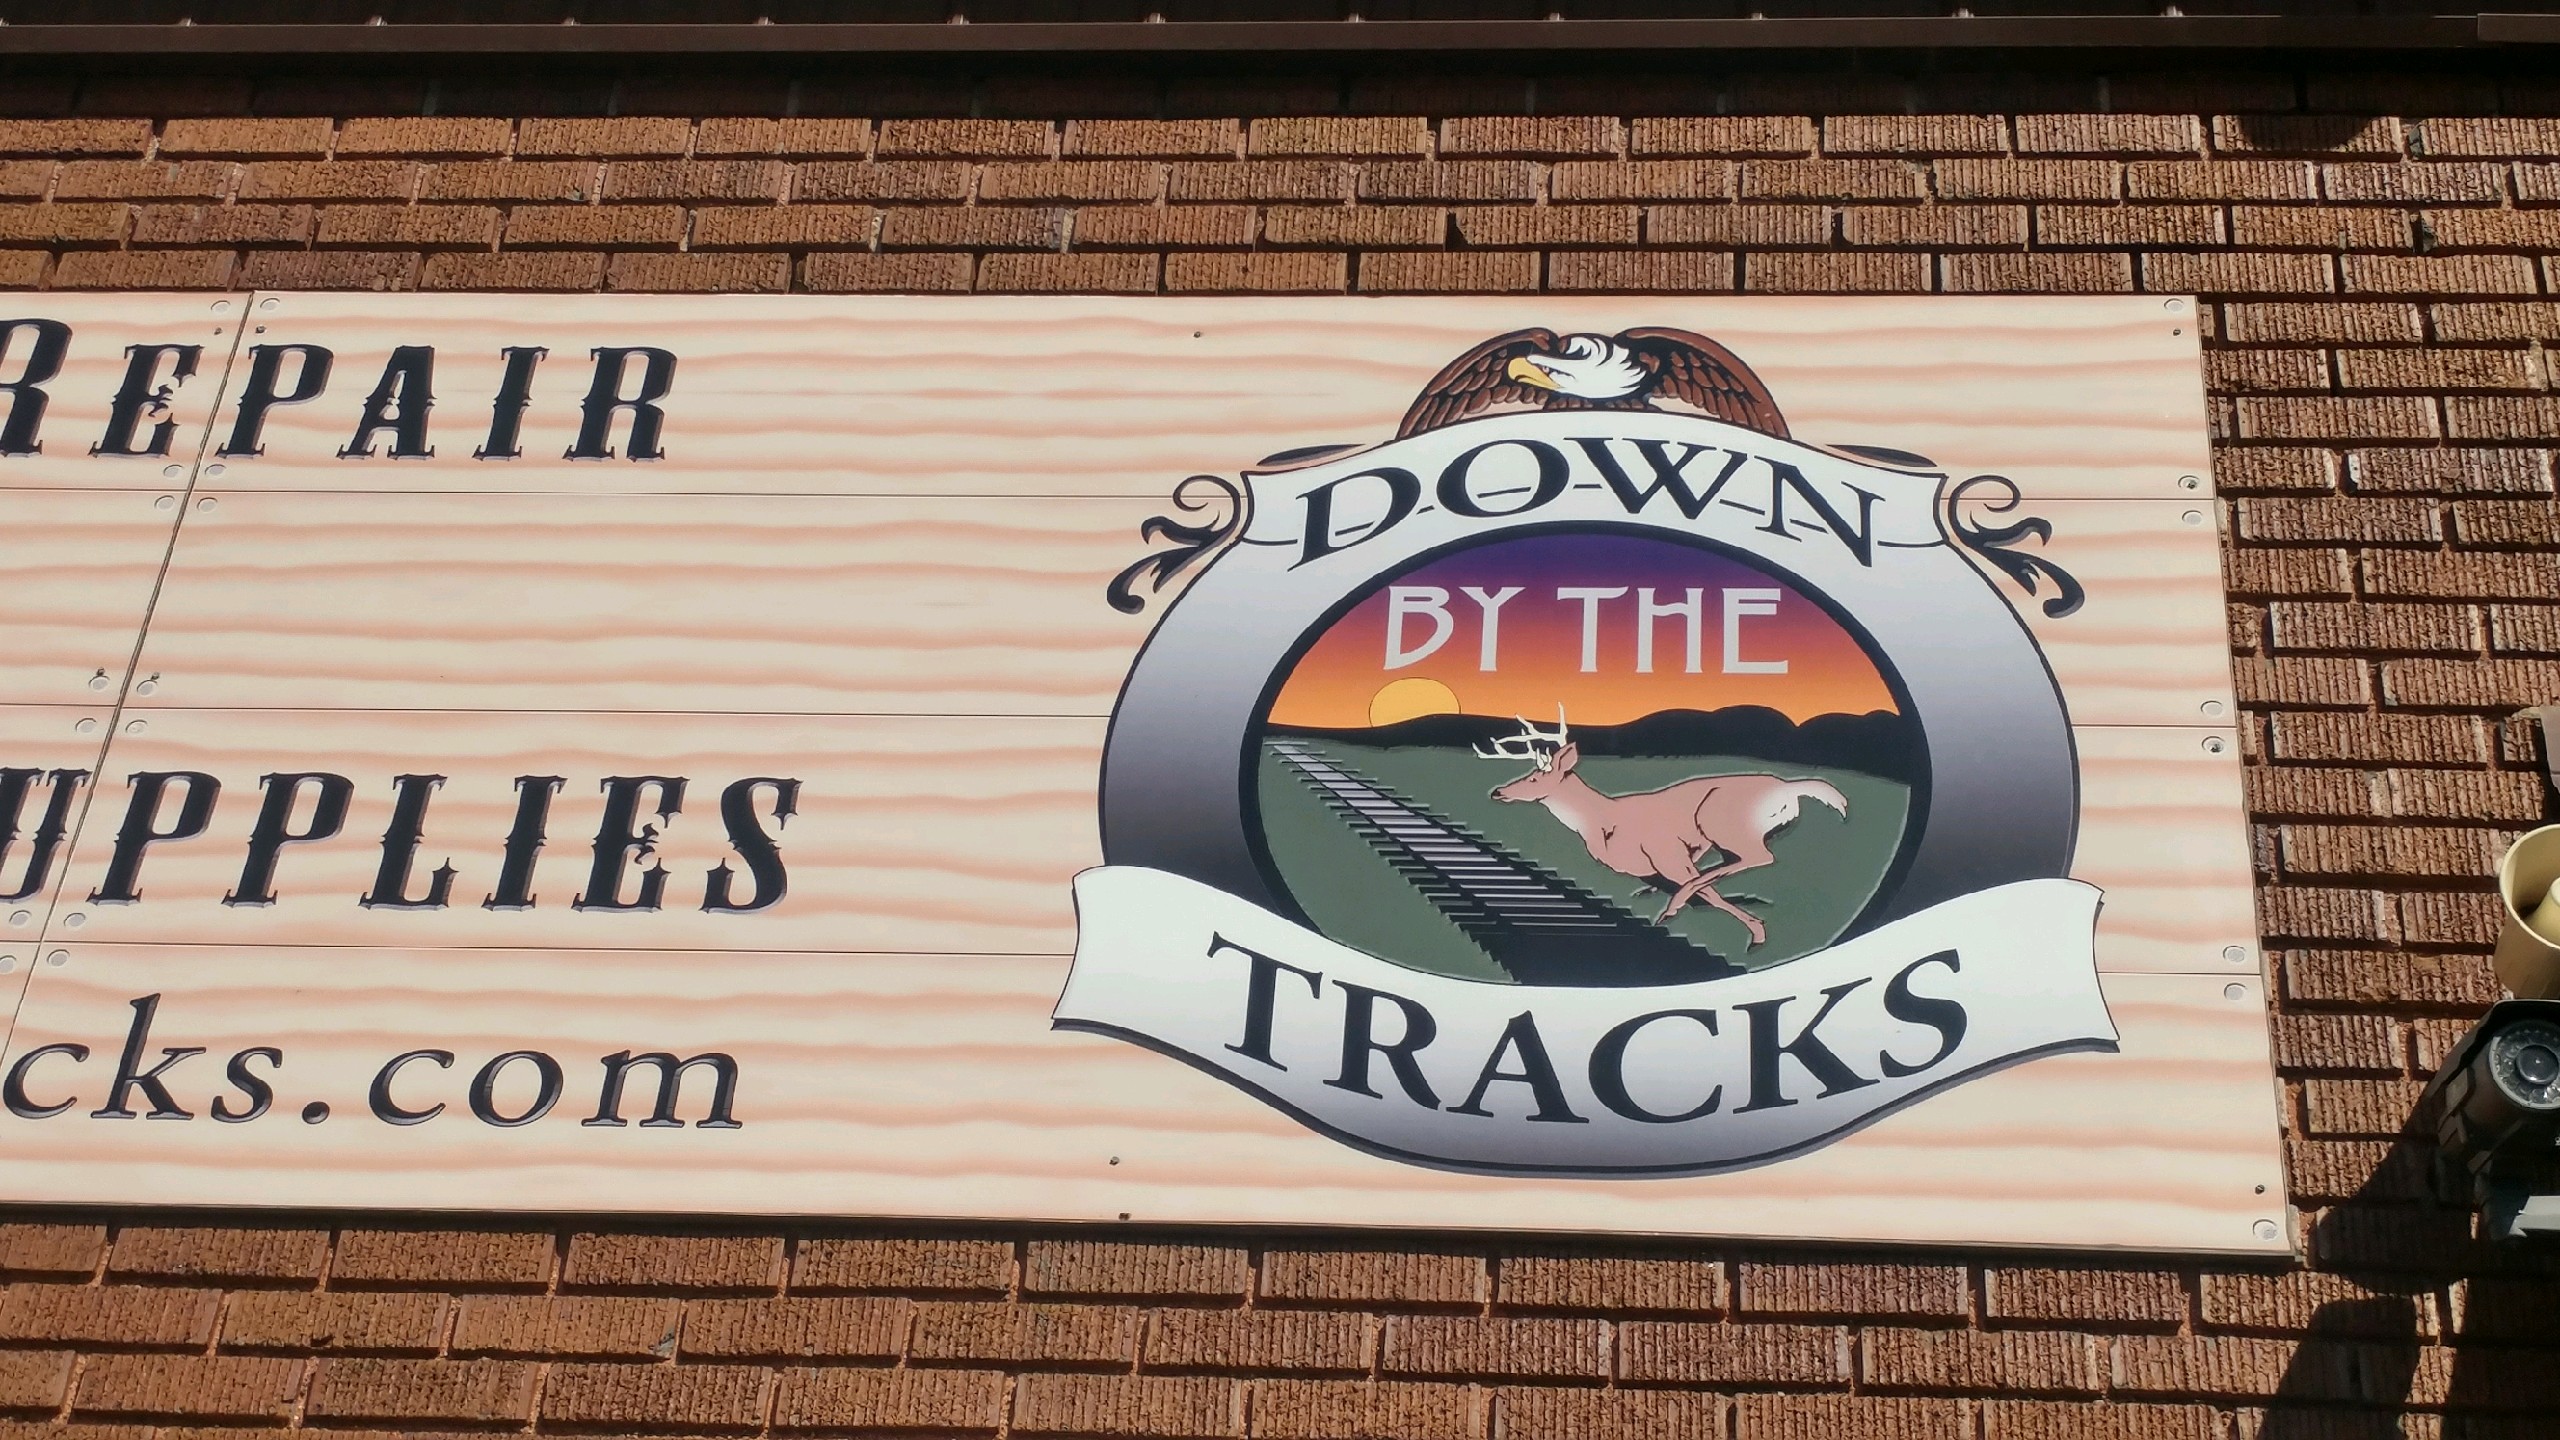 REPAIR
UPPLIES
cks.com
DOWN
BY THE
TRACKS